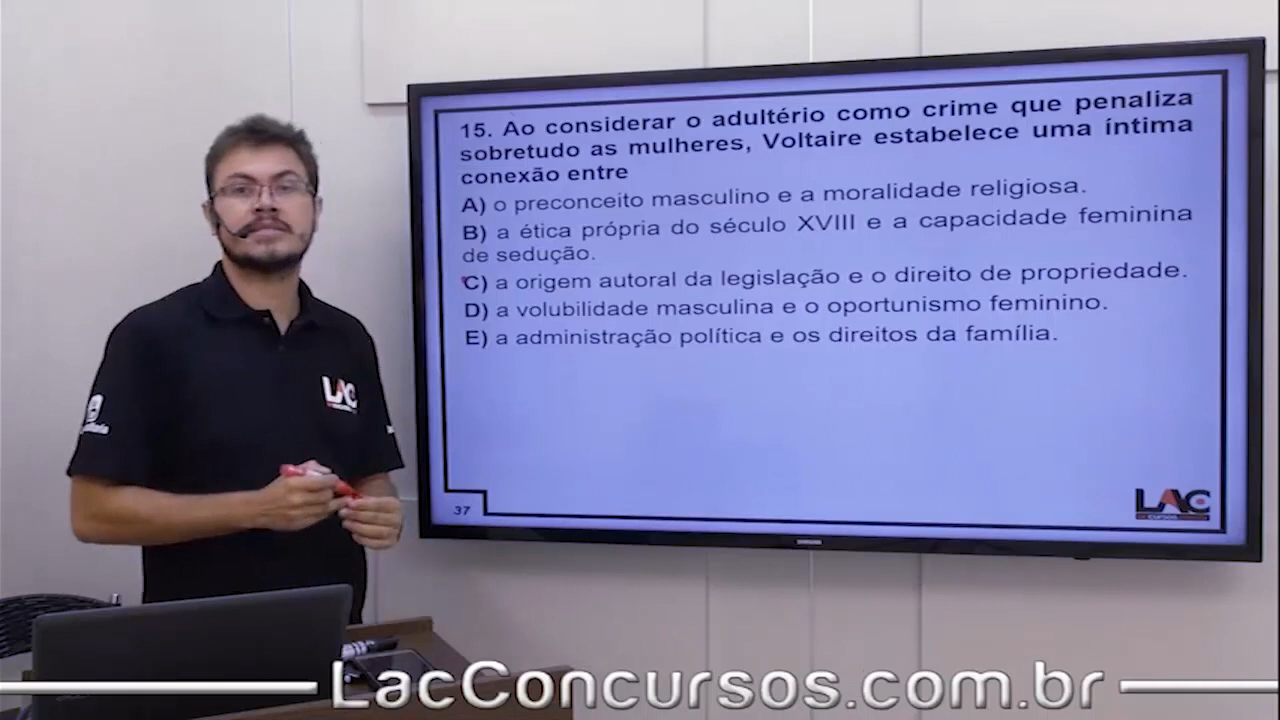 15. Ao considerar o adultério como crime que penaliza
sobretudo as mulheres, Voltaire estabelece uma íntima
conexão entre
A) o preconceito masculino e a moralidade religiosa.
B) a ética própria do século XVIII e a capacidade feminina
de sedução.
C) a origem autoral da legislação e o direito de propriedade.
D) a volubilidade masculina e o oportunismo feminino.
E) a administração política e os direitos da família.
37
LAC
CURSOS
SAMSUNG
LAC
LacConcursos.com.br